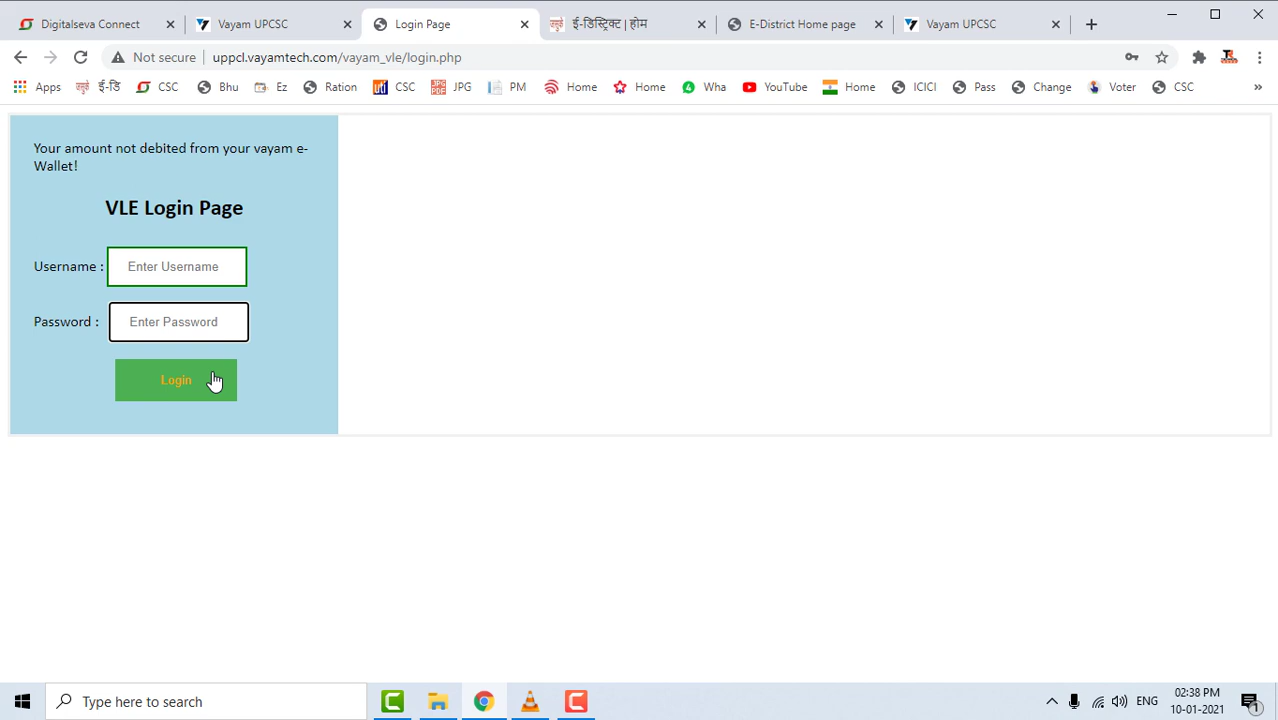 Digitalseva Connect
Vayam UPCSC
Login Page
ई-डिस्ट्रिक्ट | होम
E-District Home page
Vayam UPCSC
Not secure
uppcl.vayamtech.com/vayam_vle/login.php
Apps
CSC
Bhu
Ez
Ration
CSC
JPG
PM
Home
Home
Wha
YouTube
Home
ICICI
Pass
Change
Voter
CSC
Your amount not debited from your vayam e-
Wallet!
VLE Login Page
Username : Enter Username
Password : Enter Password
Login
Type here to search
ENG
02:38 PM
10-01-2021
1